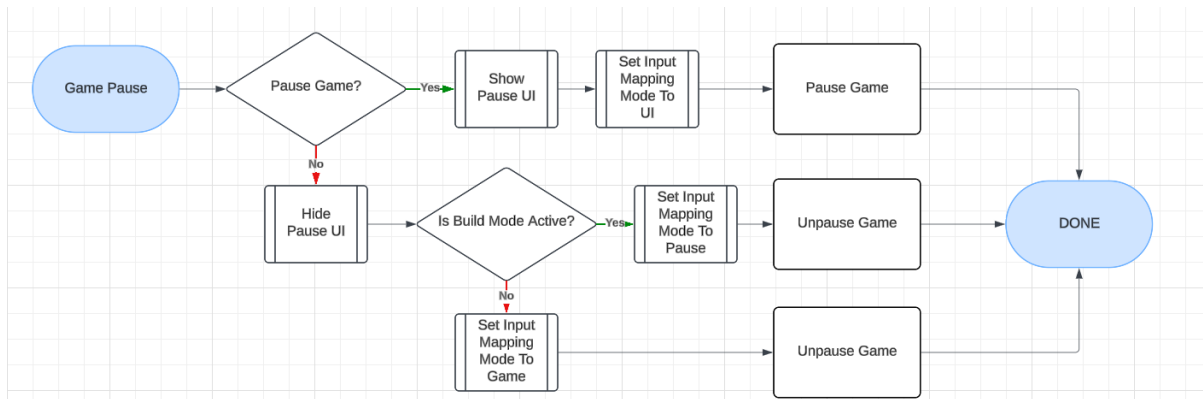 Game Pause
Pause Game?
Yes
Show
Pause UI
Set Input
Mapping
Mode To
UI
Pause Game
No
Hide
Pause UI
Is Build Mode Active?
Yes
Set Input
Mapping
Mode To
Pause
Unpause Game
DONE
No
Set Input
Mapping
Mode To
Game
Unpause Game